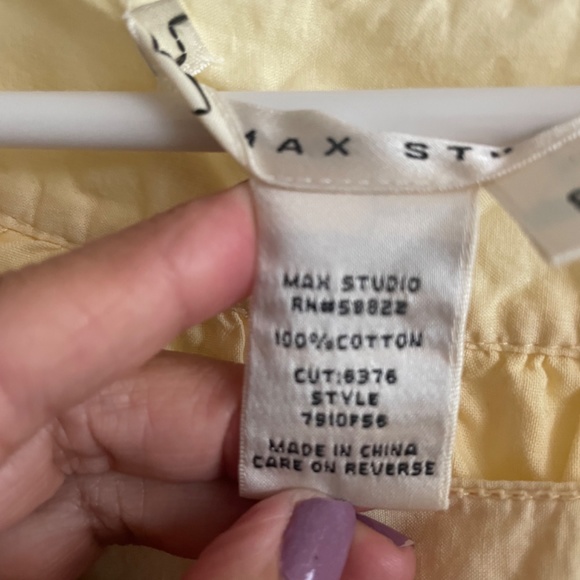 MAX ST
MAX STUDIO
RN#59822
100%COTTON
CUT:6376
STYLE
7910F56
MADE IN CHINA
CARE ON REVERSE